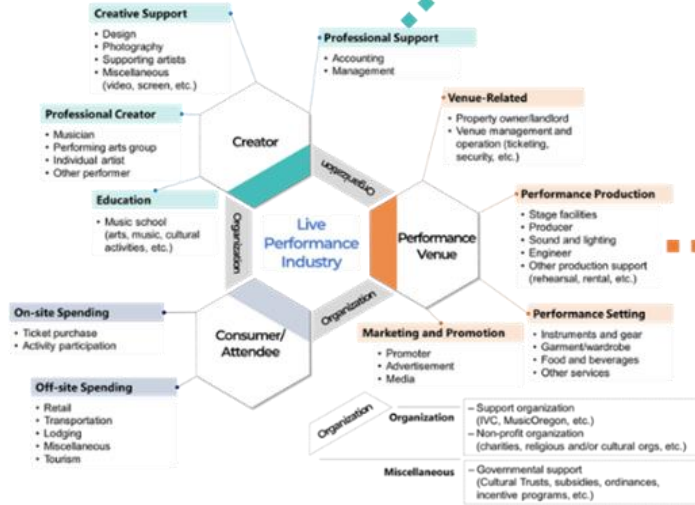 Creative Support
• Design
• Photography
• Supporting artists
• Miscellaneous
(video, screen, etc.)
Professional Support
• Accounting
• Management
Professional Creator
• Musician
• Performing arts group
• Individual artist
• Other performer
Education
• Music school
(arts, music, cultural
activities, etc.)
Creator
Organization
Organization
Organization
Live
Performance
Industry
Venue-Related
• Property owner/landlord
• Venue management and
operation (ticketing,
security, etc.)
Performance
Venue
Performance Production
• Stage facilities
• Producer
• Sound and lighting
• Engineer
• Other production support
(rehearsal, rental, etc.)
Performance Setting
• Instruments and gear
• Garment/wardrobe
• Food and beverages
• Other services
Marketing and Promotion
• Promoter
• Advertisement
• Media
Consumer/
Attendee
On-site Spending
• Ticket purchase
• Activity participation
Off-site Spending
• Retail
• Transportation
• Lodging
• Miscellaneous
• Tourism
Organization
Organization
– Support organization
(IVC, MusicOregon, etc.)
– Non-profit organization
(charities, religious and/or cultural orgs, etc.)
Miscellaneous
– Governmental support
(Cultural Trusts, subsidies, ordinances,
incentive programs, etc.)